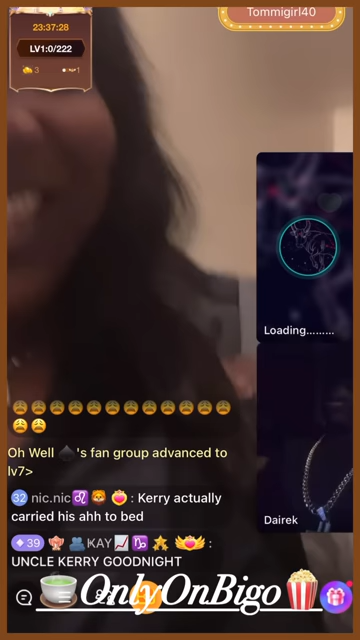 Tommigirl40
23:37:28
LV1:0/222
3
1
Loading.........
Oh Well ♠'s fan group advanced to
lv7>
32 nic.nic♌🦁: Kerry actually
carried his ahh to bed
Dairek
39 KAY📈♑:
UNCLE KERRY GOODNIGHT
OnlyOnBigo